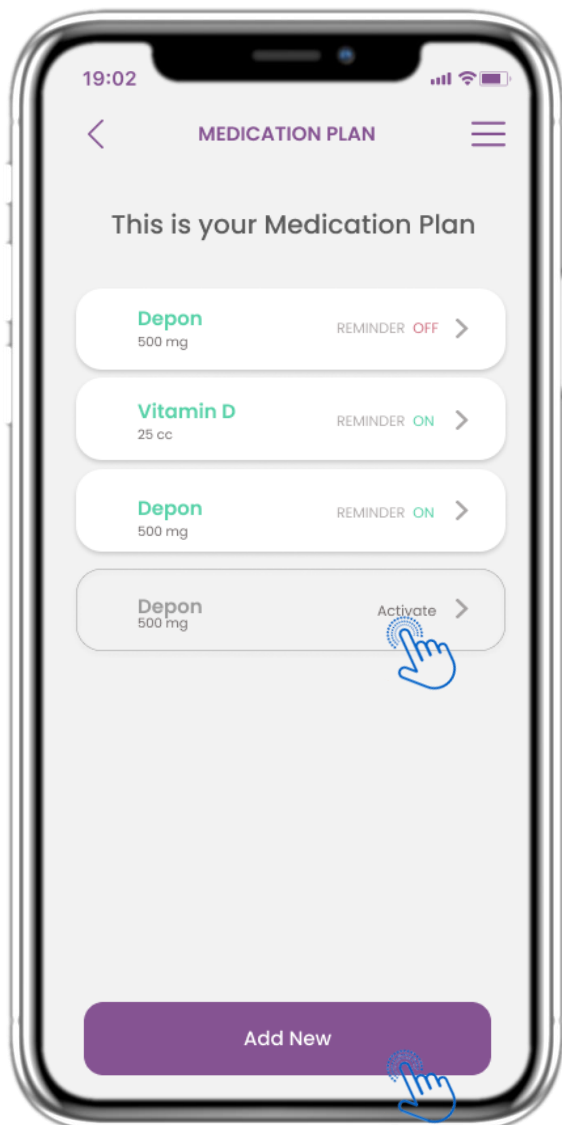 19:02
MEDICATION PLAN
This is your Medication Plan
Depon
500 mg
REMINDER OFF
Vitamin D
25 cc
REMINDER ON
Depon
500 mg
REMINDER ON
Depon
500 mg
Activate
Add New